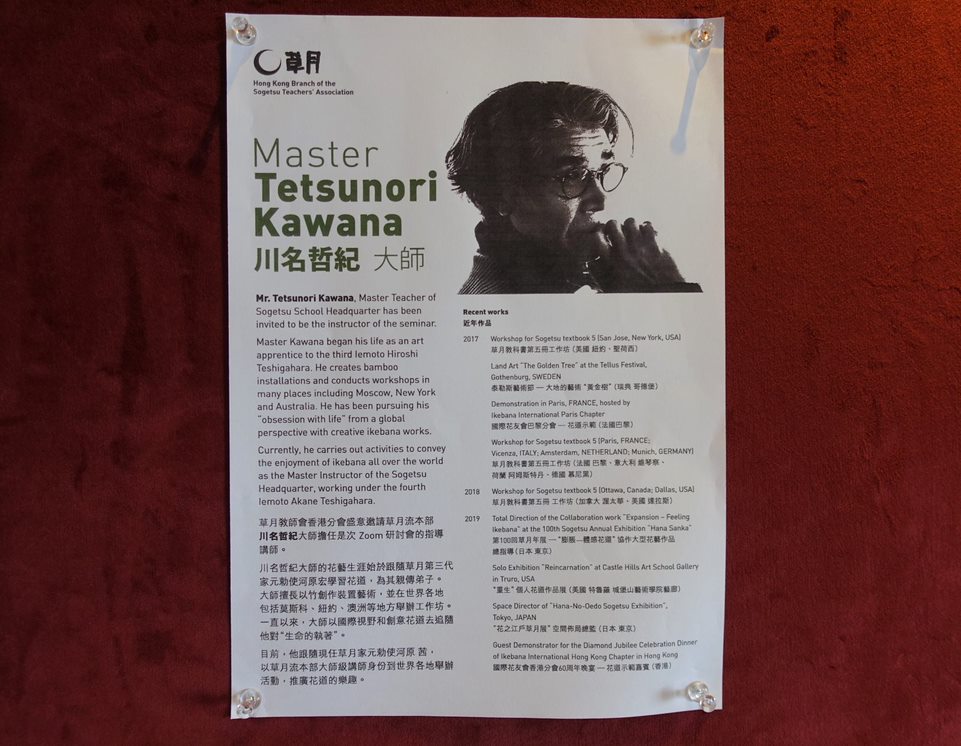 草月
Hong Kong Branch of the
Sogetsu Teachers' Association
Master
Tetsunori
Kawana
川名哲紀 大師
Mr. Tetsunori Kawana, Master Teacher of
Sogetsu School Headquarter has been
invited to be the instructor of the seminar.
Master Kawana began his life as an art
apprentice to the third Iemoto Hiroshi
Teshigahara. He creates bamboo
installations and conducts workshops in
many places including Moscow, New York
and Australia. He has been pursuing his
"obsession with life" from a global
perspective with creative ikebana works.
Currently, he carries out activities to convey
the enjoyment of ikebana all over the world
as the Master Instructor of the Sogetsu
Headquarter, working under the fourth
Iemoto Akane Teshigahara.
草月教師會香港分會盛意邀請草月流本部
川名哲紀大師擔任是次 Zoom 研討會的指導
講師。
川名哲紀大師的花藝生涯始於跟隨草月第三代
家元勅使河原宏學習花道，為其親傳弟子。
大師擅長以竹創作裝置藝術，並在世界各地
包括莫斯科、紐約、澳洲等地方舉辦工作坊。
一直以來，大師以國際視野和創意花道去追隨
他對"生命的執著"。
目前，他跟隨現任草月家元勅使河原 茜，
以草月流本部大師級講師身份到世界各地舉辦
活動，推廣花道的樂趣。
Recent works
近年作品
2017 Workshop for Sogetsu textbook 5 (San Jose, New York, USA)
草月教科書第五冊工作坊 (美國 紐約、聖荷西)
Land Art "The Golden Tree" at the Tellus Festival,
Gothenburg, SWEDEN
泰勒斯藝術節 — 大地的藝術 "黃金樹" (瑞典 哥德堡)
Demonstration in Paris, FRANCE, hosted by
Ikebana International Paris Chapter
國際花友會巴黎分會 — 花道示範 (法國巴黎)
Workshop for Sogetsu textbook 5 (Paris, FRANCE;
Vicenza, ITALY; Amsterdam, NETHERLAND; Munich, GERMANY)
草月教科書第五冊工作坊 (法國 巴黎、意大利 維琴察、
荷蘭 阿姆斯特丹、德國 慕尼黑)
2018 Workshop for Sogetsu textbook 5 (Ottawa, Canada; Dallas, USA)
草月教科書第五冊 工作坊 (加拿大 渥太華、美國 達拉斯)
2019 Total Direction of the Collaboration work "Expansion – Feeling
Ikebana" at the 100th Sogetsu Annual Exhibition "Hana Sanka"
第100回草月年展 — "膨脹—體感花道" 協作大型花藝作品
總指導 (日本 東京)
Solo Exhibition "Reincarnation" at Castle Hills Art School Gallery
in Truro, USA
"重生" 個人花道作品展 (美國 特魯羅 城堡山藝術學院藝廊)
Space Director of "Hana-No-Oedo Sogetsu Exhibition",
Tokyo, JAPAN
"花之江戶草月展" 空間佈局總監 (日本 東京)
Guest Demonstrator for the Diamond Jubilee Celebration Dinner
of Ikebana International Hong Kong Chapter in Hong Kong
國際花友會香港分會60周年晚宴 — 花道示範嘉賓 (香港)